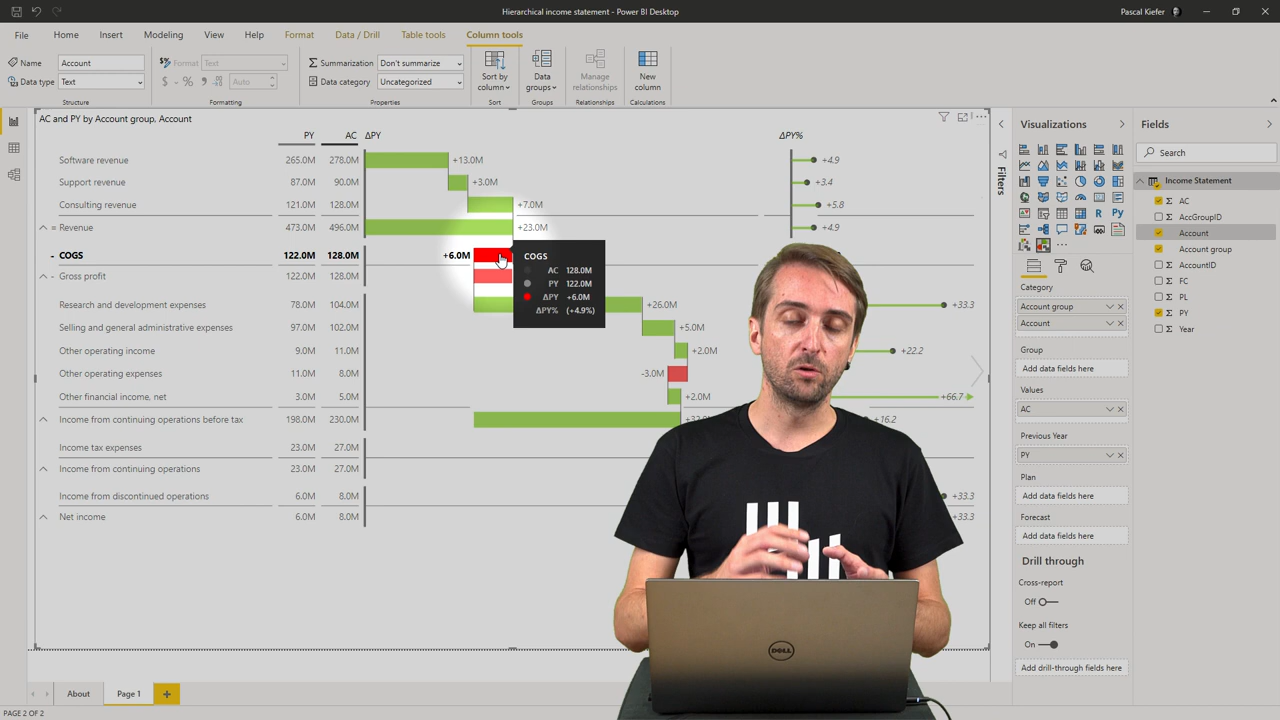 Hierarchical income statement - Power BI Desktop
Pascal Kiefer
File Home Insert Modeling View Help Format Data / Drill Table tools Column tools
Name Account
Data type Text
Structure
Format Text
$ % Auto
Formatting
Summarization Don't summarize
Data category Uncategorized
Properties
Sort by column
Sort
Data groups
Groups
Manage relationships
Relationships
New column
Calculations
AC and PY by Account group, Account
PY AC ΔPY ΔPY%
Software revenue 265.0M 278.0M +13.0M +4.9
Support revenue 87.0M 90.0M +3.0M +3.4
Consulting revenue 121.0M 128.0M +7.0M +5.8
= Revenue 473.0M 496.0M +23.0M +4.9
- COGS 122.0M 128.0M +6.0M
- Gross profit 122.0M 128.0M
COGS
AC 128.0M
PY 122.0M
ΔPY +6.0M
ΔPY% (+4.9%)
Research and development expenses 78.0M 104.0M +26.0M +33.3
Selling and general administrative expenses 97.0M 102.0M +5.0M
Other operating income 9.0M 11.0M +2.0M +22.2
Other operating expenses 11.0M 8.0M -3.0M
Other financial income, net 3.0M 5.0M +2.0M +66.7
Income from continuing operations before tax 198.0M 230.0M +16.2
Income tax expenses 23.0M 27.0M
Income from continuing operations 23.0M 27.0M
Income from discontinued operations 6.0M 8.0M +33.3
Net income 6.0M 8.0M +33.3
Filters
Visualizations
R Py
Category
Account group
Account
Group
Add data fields here
Values
AC
Previous Year
PY
Plan
Add data fields here
Forecast
Add data fields here
Drill through
Cross-report
Off
Keep all filters
On
Add drill-through fields here
Fields
Search
Income Statement
Σ AC
Σ AccGroupID
Account
Account group
Σ AccountID
Σ FC
Σ PL
Σ PY
Σ Year
DELL
About Page 1 +
PAGE 2 OF 2